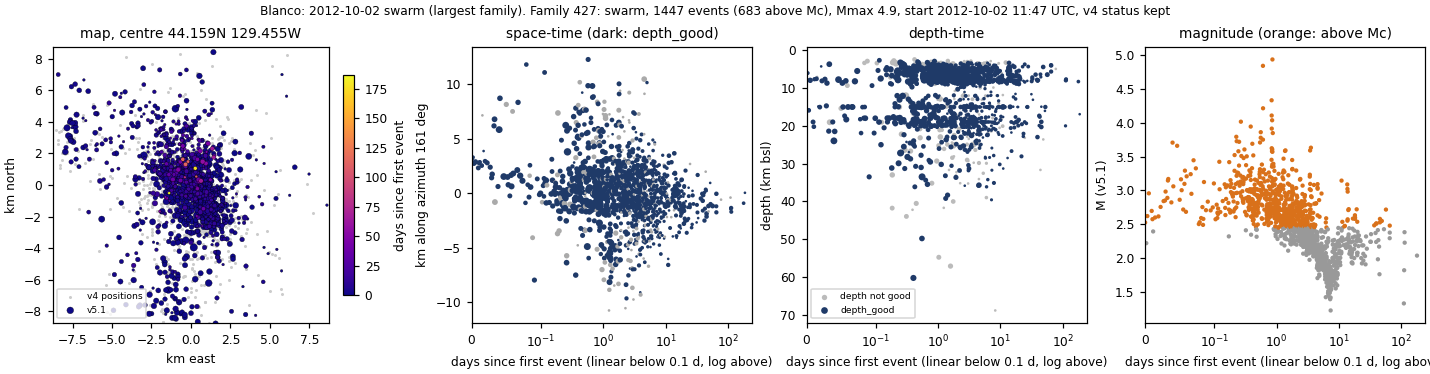 Blanco: 2012-10-02 swarm (largest family). Family 427: swarm, 1447 events (683 above Mc), Mmax 4.9, start 2012-10-02 11:47 UTC, v4 status kept
map, centre 44.159N 129.455W
km north
8
6
4
2
0
−2
−4
−6
−8
v4 positions
v5.1
−7.5 −5.0 −2.5 0.0 2.5 5.0 7.5
km east
175
150
125
100
75
50
25
0
days since first event
space-time (dark: depth_good)
km along azimuth 161 deg
10
5
0
−5
−10
0 10⁻¹ 10⁰ 10¹ 10²
days since first event (linear below 0.1 d, log above)
depth-time
depth (km bsl)
0
10
20
30
40
50
60
70
depth not good
depth_good
0 10⁻¹ 10⁰ 10¹ 10²
days since first event (linear below 0.1 d, log above)
magnitude (orange: above Mc)
M (v5.1)
5.0
4.5
4.0
3.5
3.0
2.5
2.0
1.5
0 10⁻¹ 10⁰ 10¹ 10²
days since first event (linear below 0.1 d, log abov